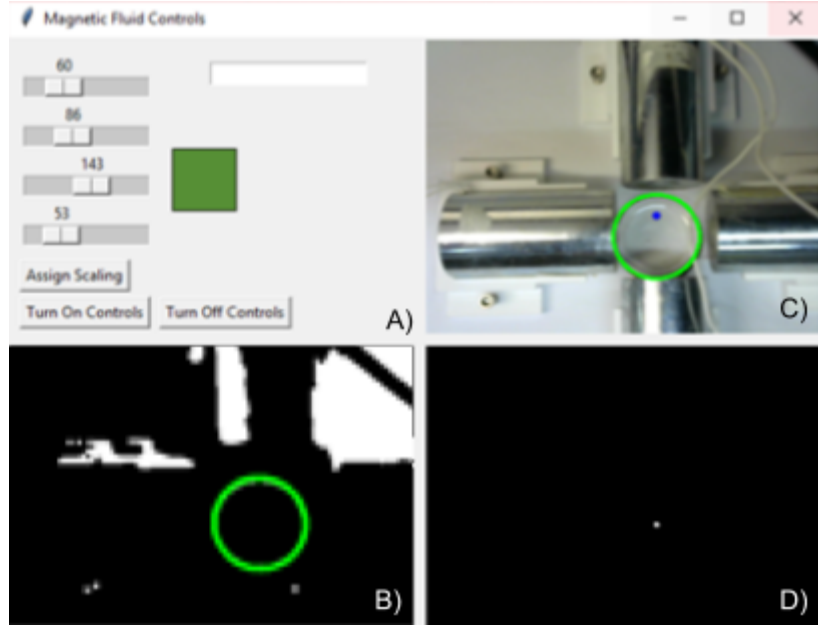 Magnetic Fluid Controls
60
86
143
53
Assign Scaling
Turn On Controls
Turn Off Controls
A)
C)
B)
D)